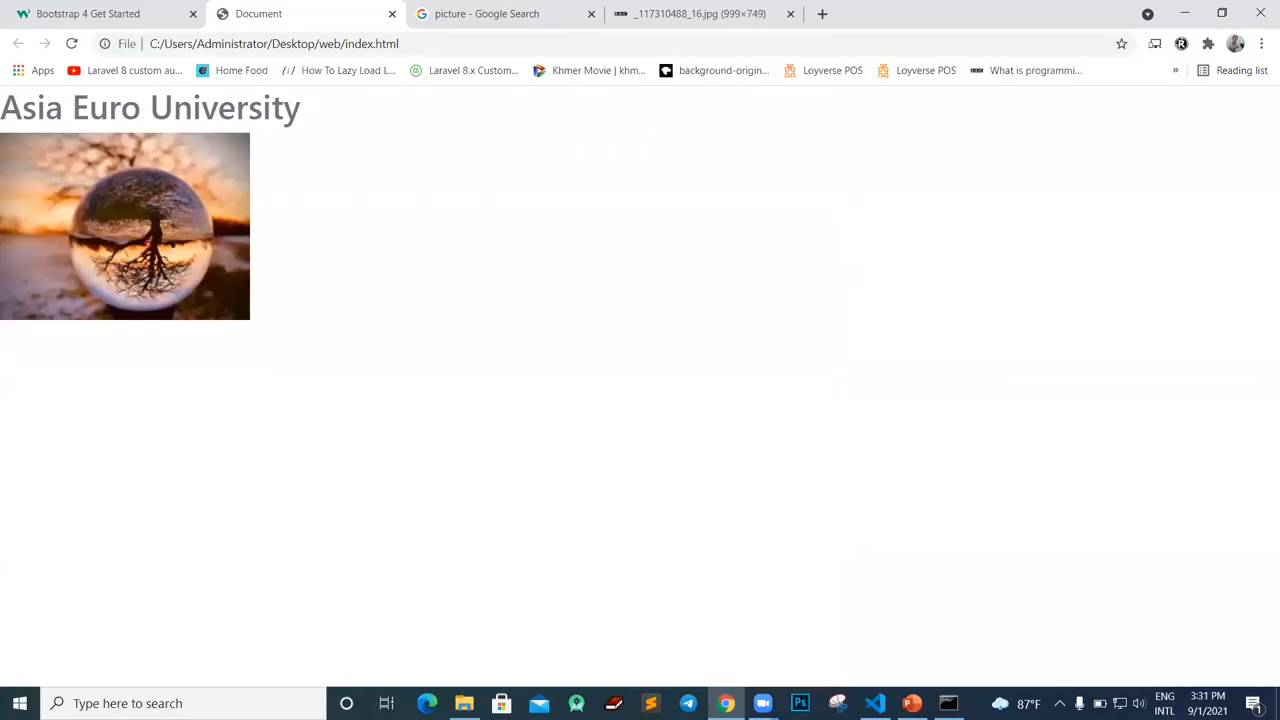 Bootstrap 4 Get Started
Document
picture - Google Search
_117310488_16.jpg (999×749)
File
C:/Users/Administrator/Desktop/web/index.html
Apps
Laravel 8 custom au...
Home Food
How To Lazy Load L...
Laravel 8.x Custom...
Khmer Movie | khm...
background-origin...
Loyverse POS
Loyverse POS
What is programmi...
»
Reading list
Asia Euro University
Type here to search
87°F
ENG
INTL
3:31 PM
9/1/2021